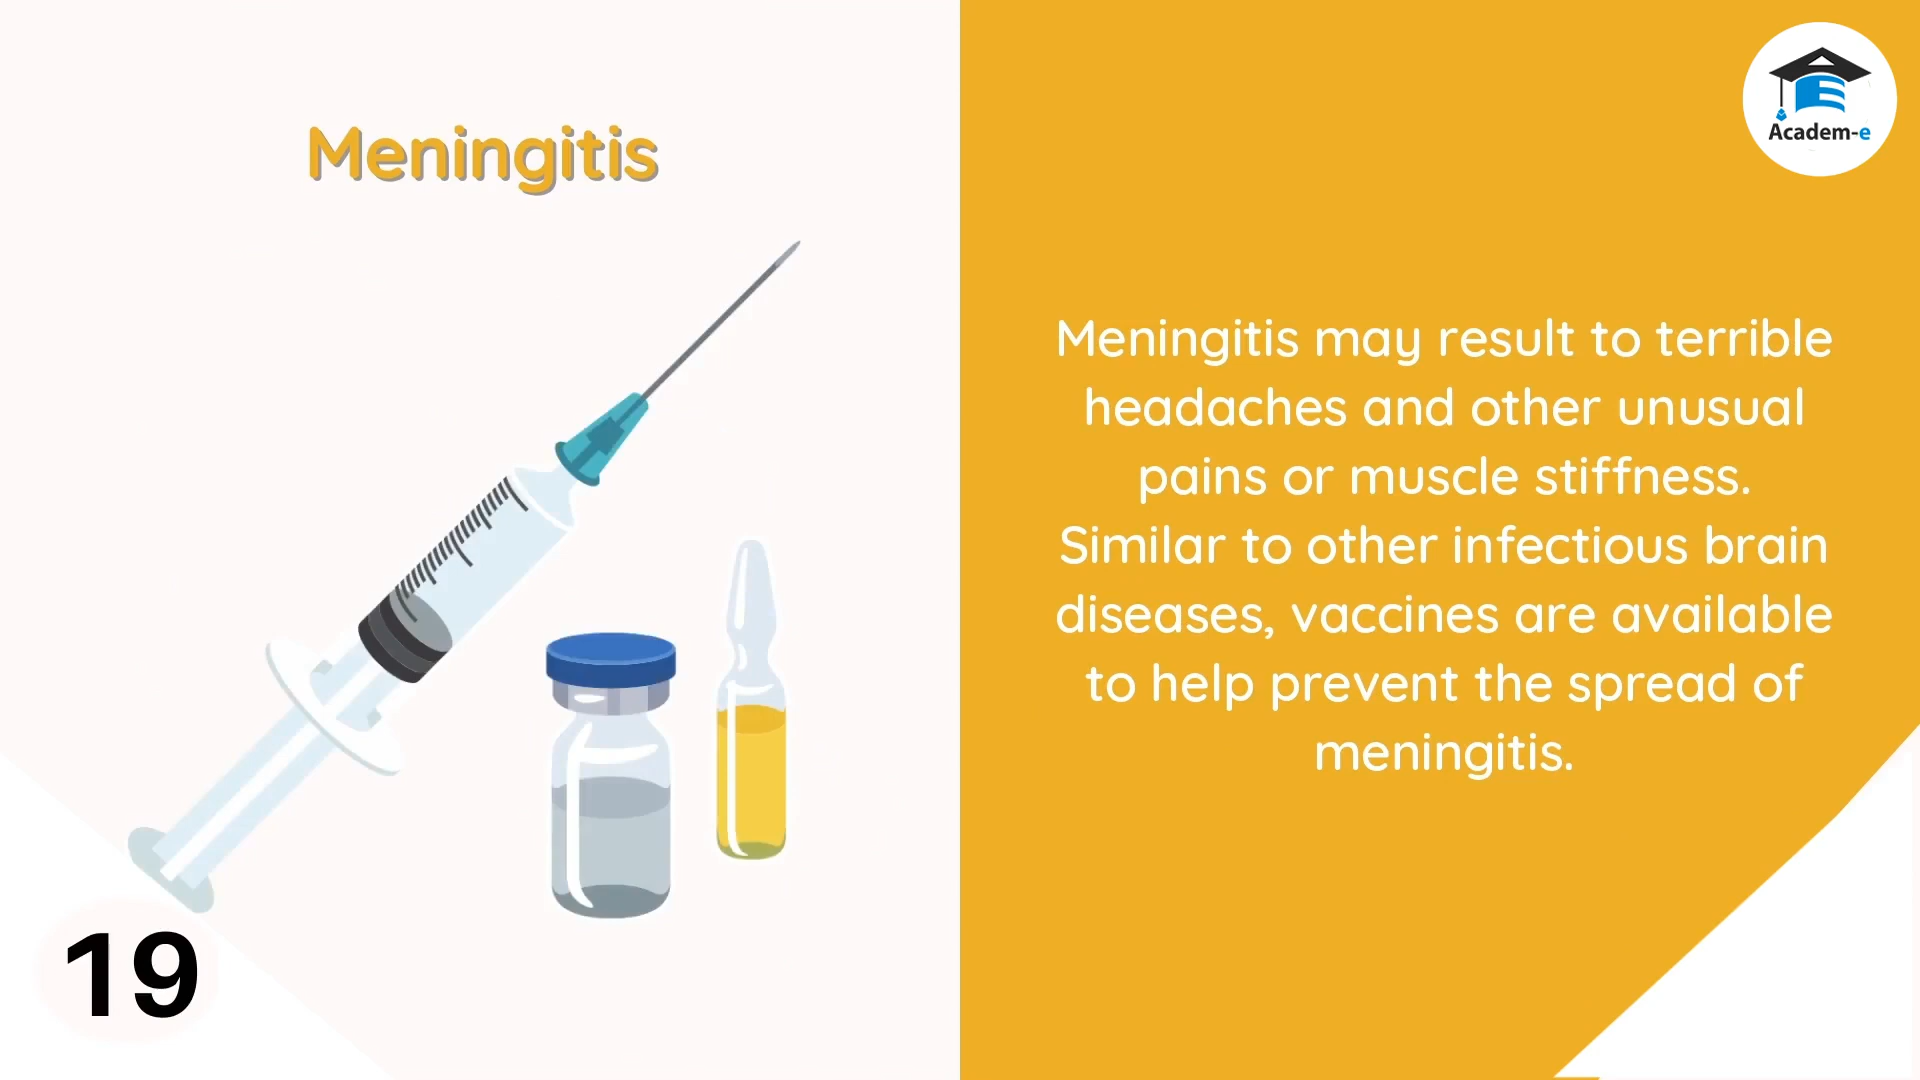 Meningitis
Academ-e
Meningitis may result to terrible
headaches and other unusual
pains or muscle stiffness.
Similar to other infectious brain
diseases, vaccines are available
to help prevent the spread of
meningitis.
19